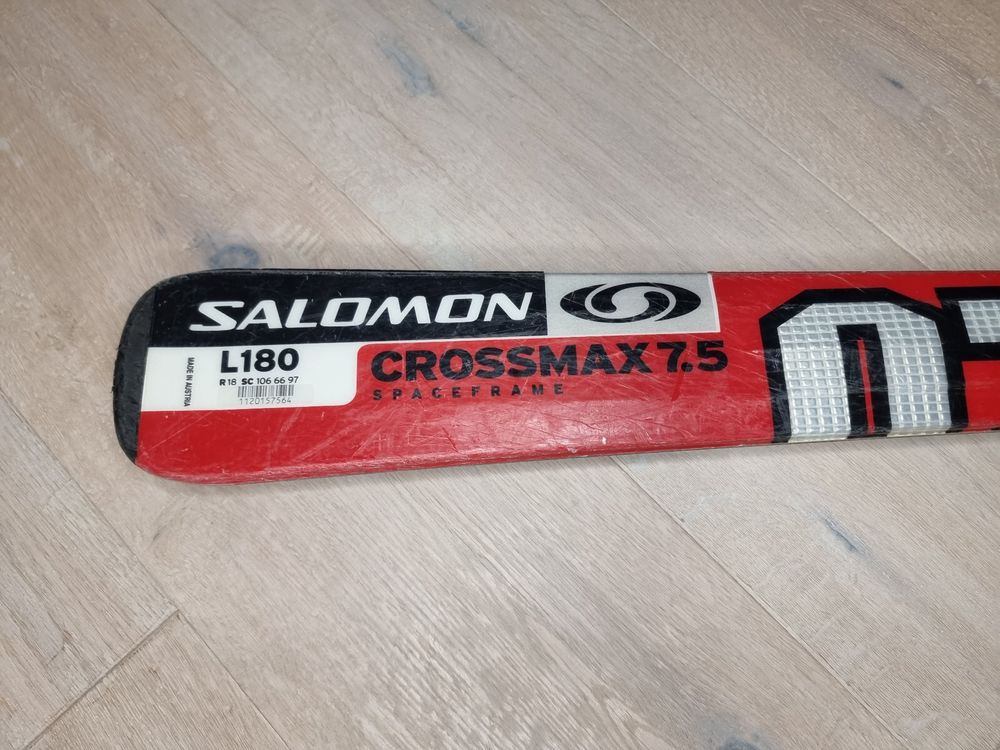 SALOMON
MADE IN AUSTRIA
L180
R18 SC 106 66 97
1120157564
CROSSMAX 7.5
SPACEFRAME